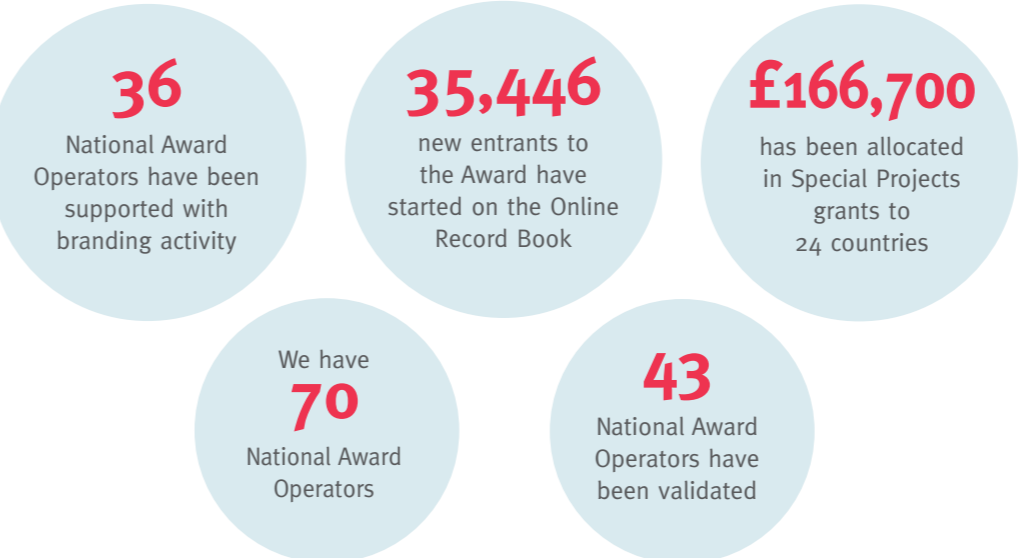 36
National Award
Operators have been
supported with
branding activity
35,446
new entrants to
the Award have
started on the Online
Record Book
£166,700
has been allocated
in Special Projects
grants to
24 countries
We have
70
National Award
Operators
43
National Award
Operators have
been validated